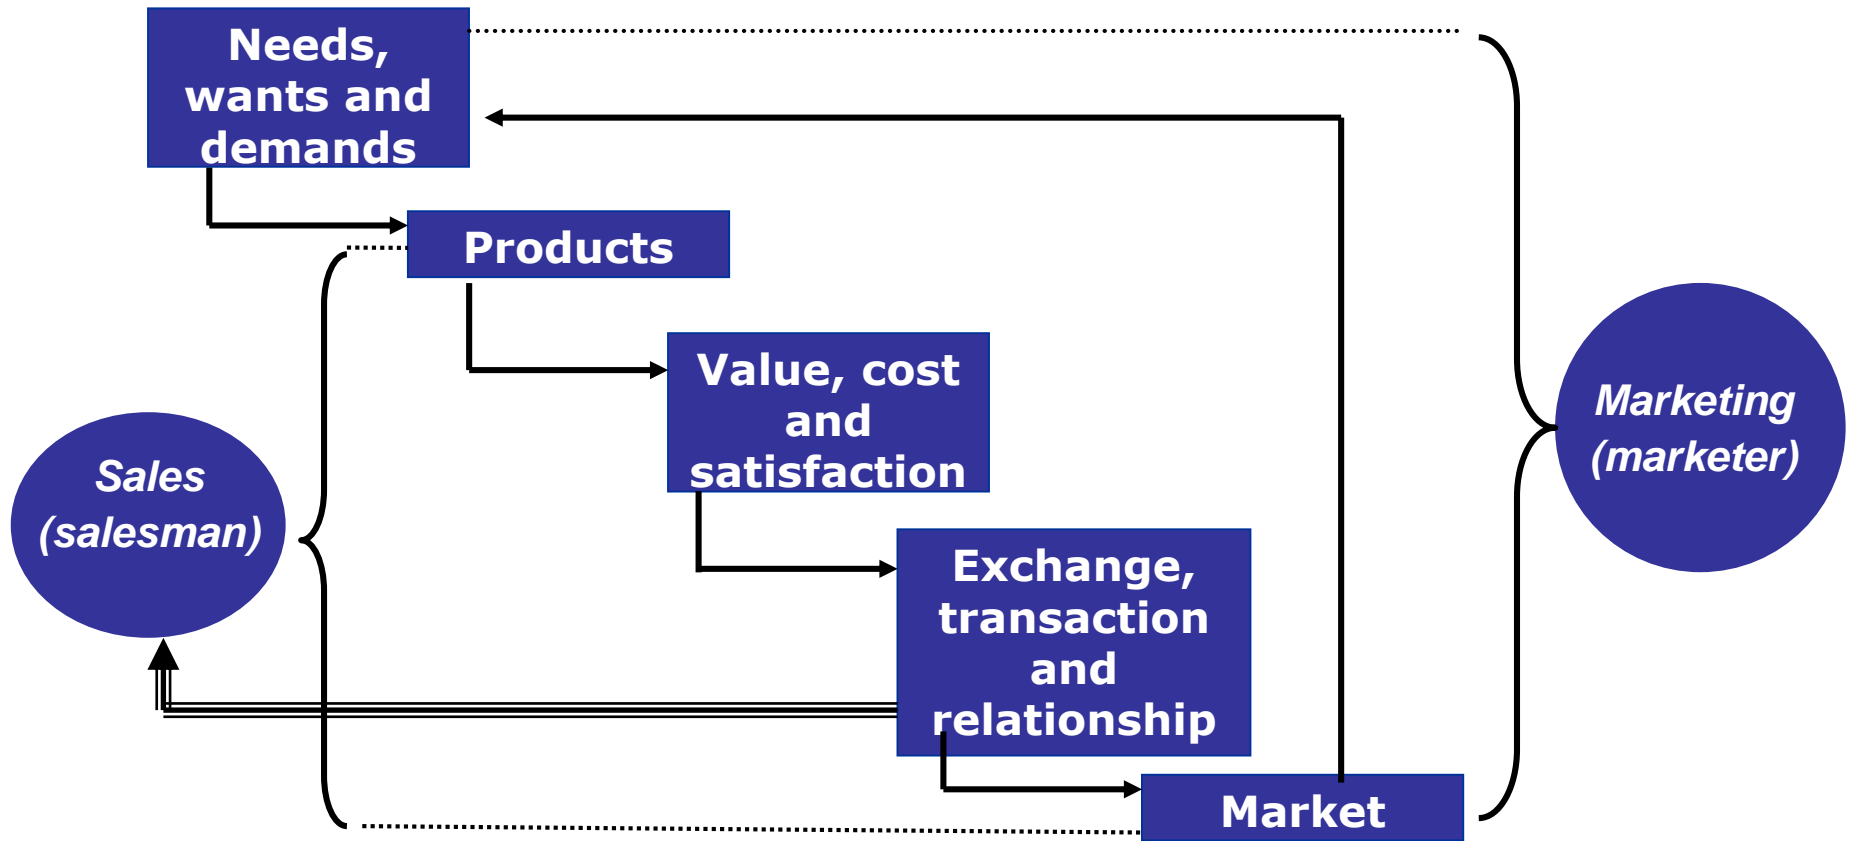 Needs,
wants and
demands
Products
Value, cost
and
satisfaction
Sales
(salesman)
Marketing
(marketer)
Exchange,
transaction
and
relationship
Market